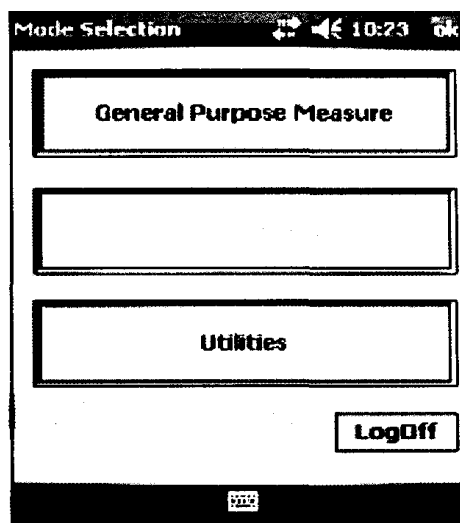 Mode Selection 10:23 ok
General Purpose Measure
Utilities
LogOff